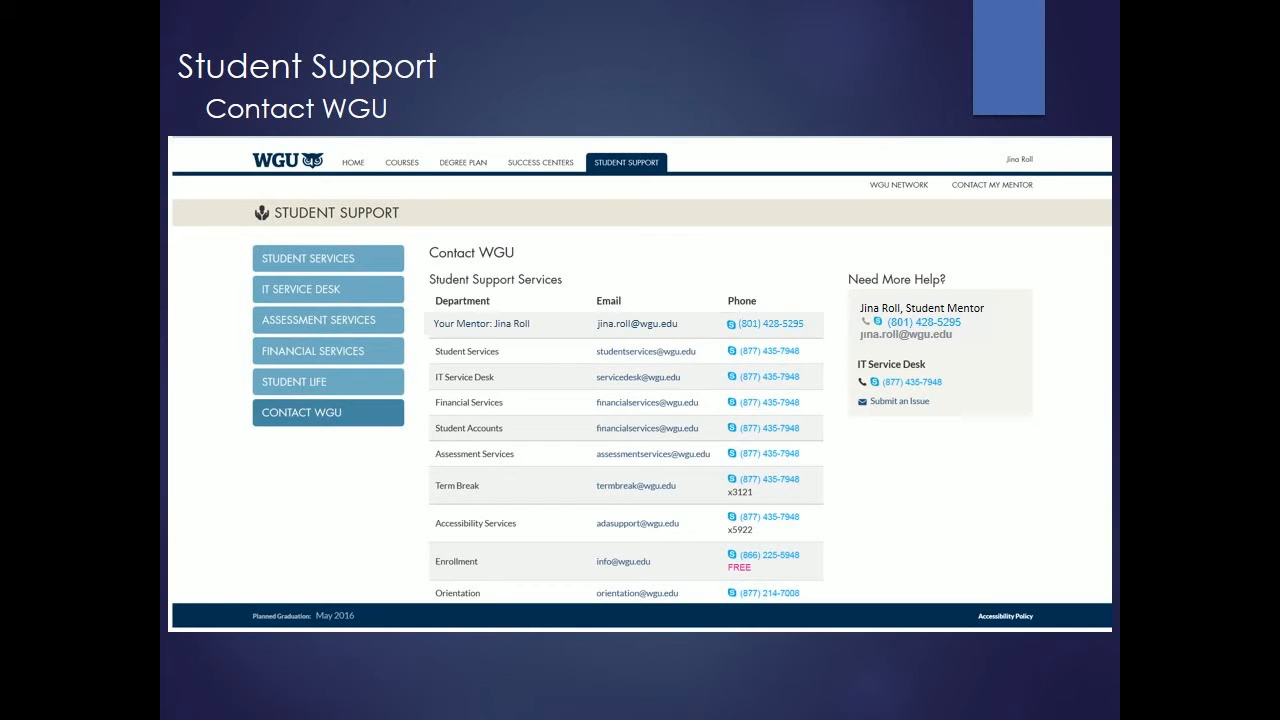 Student Support
Contact WGU
WGU HOME COURSES DEGREE PLAN SUCCESS CENTERS STUDENT SUPPORT Jina Roll
WGU NETWORK CONTACT MY MENTOR
STUDENT SUPPORT
STUDENT SERVICES
IT SERVICE DESK
ASSESSMENT SERVICES
FINANCIAL SERVICES
STUDENT LIFE
CONTACT WGU
Contact WGU
Student Support Services
Department Email Phone
Your Mentor: Jina Roll jina.roll@wgu.edu (801) 428-5295
Student Services studentservices@wgu.edu (877) 435-7948
IT Service Desk servicedesk@wgu.edu (877) 435-7948
Financial Services financialservices@wgu.edu (877) 435-7948
Student Accounts financialservices@wgu.edu (877) 435-7948
Assessment Services assessmentservices@wgu.edu (877) 435-7948
Term Break termbreak@wgu.edu (877) 435-7948
x3121
Accessibility Services adasupport@wgu.edu (877) 435-7948
x5922
Enrollment info@wgu.edu (866) 225-5948
FREE
Orientation orientation@wgu.edu (877) 214-7008
Need More Help?
Jina Roll, Student Mentor
(801) 428-5295
jina.roll@wgu.edu
IT Service Desk
(877) 435-7948
Submit an Issue
Planned Graduation: May 2016 Accessibility Policy